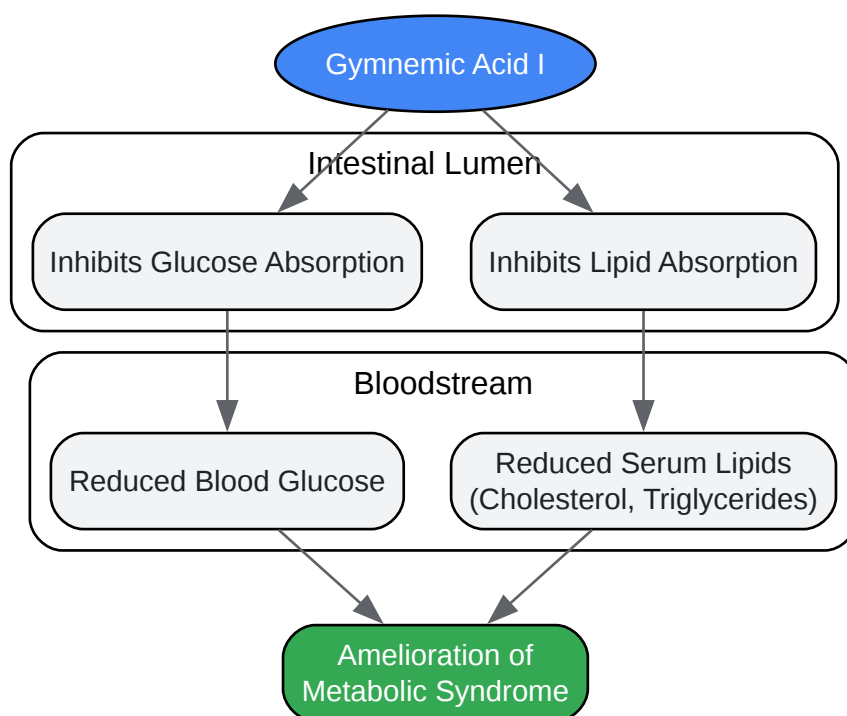 Gymnemic Acid I
Intestinal Lumen
Inhibits Glucose Absorption
Inhibits Lipid Absorption
Bloodstream
Reduced Blood Glucose
Reduced Serum Lipids
(Cholesterol, Triglycerides)
Amelioration of
Metabolic Syndrome